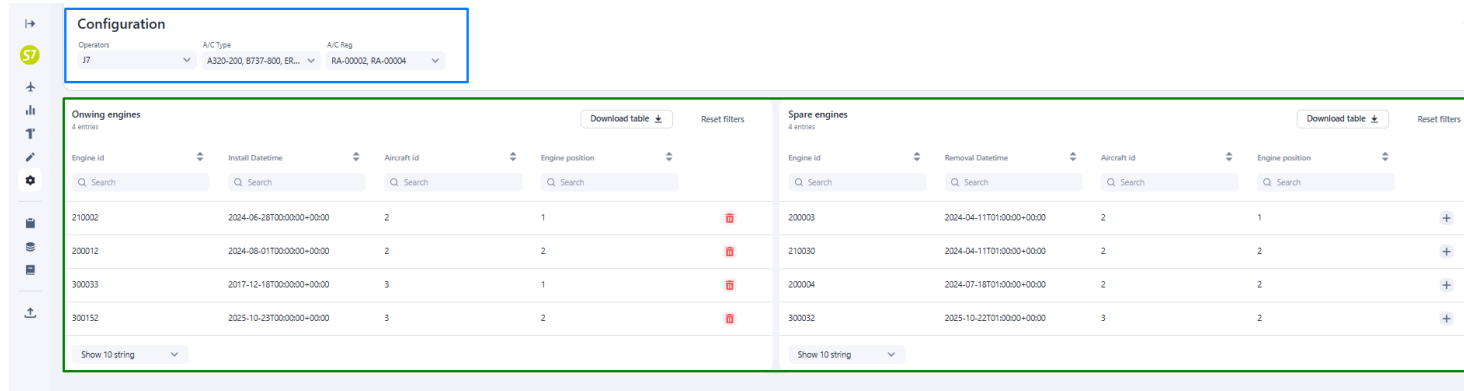 Configuration
S7
Operators A/C Type A/C Reg
J7 A320-200, B737-800, ER... RA-00002, RA-00004
Onwing engines
4 entries
Download table Reset filters
Engine id Install Datetime Aircraft id Engine position
Search Search Search Search
210002 2024-06-28T00:00:00+00:00 2 1
200012 2024-08-01T00:00:00+00:00 2 2
300033 2017-12-18T00:00:00+00:00 3 1
300152 2025-10-23T00:00:00+00:00 3 2
Show 10 string
Spare engines
4 entries
Download table Reset filters
Engine id Removal Datetime Aircraft id Engine position
Search Search Search Search
200003 2024-04-11T01:00:00+00:00 2 1
210030 2024-04-11T01:00:00+00:00 2 2
200004 2024-07-18T01:00:00+00:00 2 2
300032 2025-10-22T01:00:00+00:00 3 2
Show 10 string